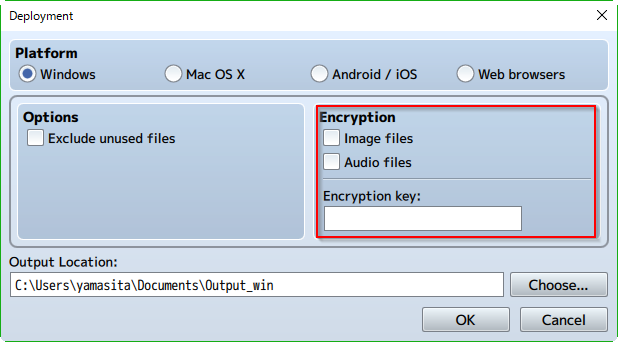 Deployment
Platform
Windows
Mac OS X
Android / iOS
Web browsers
Options
Exclude unused files
Encryption
Image files
Audio files
Encryption key:
Output Location:
C:\Users\yamasita\Documents\Output_win
Choose...
OK
Cancel